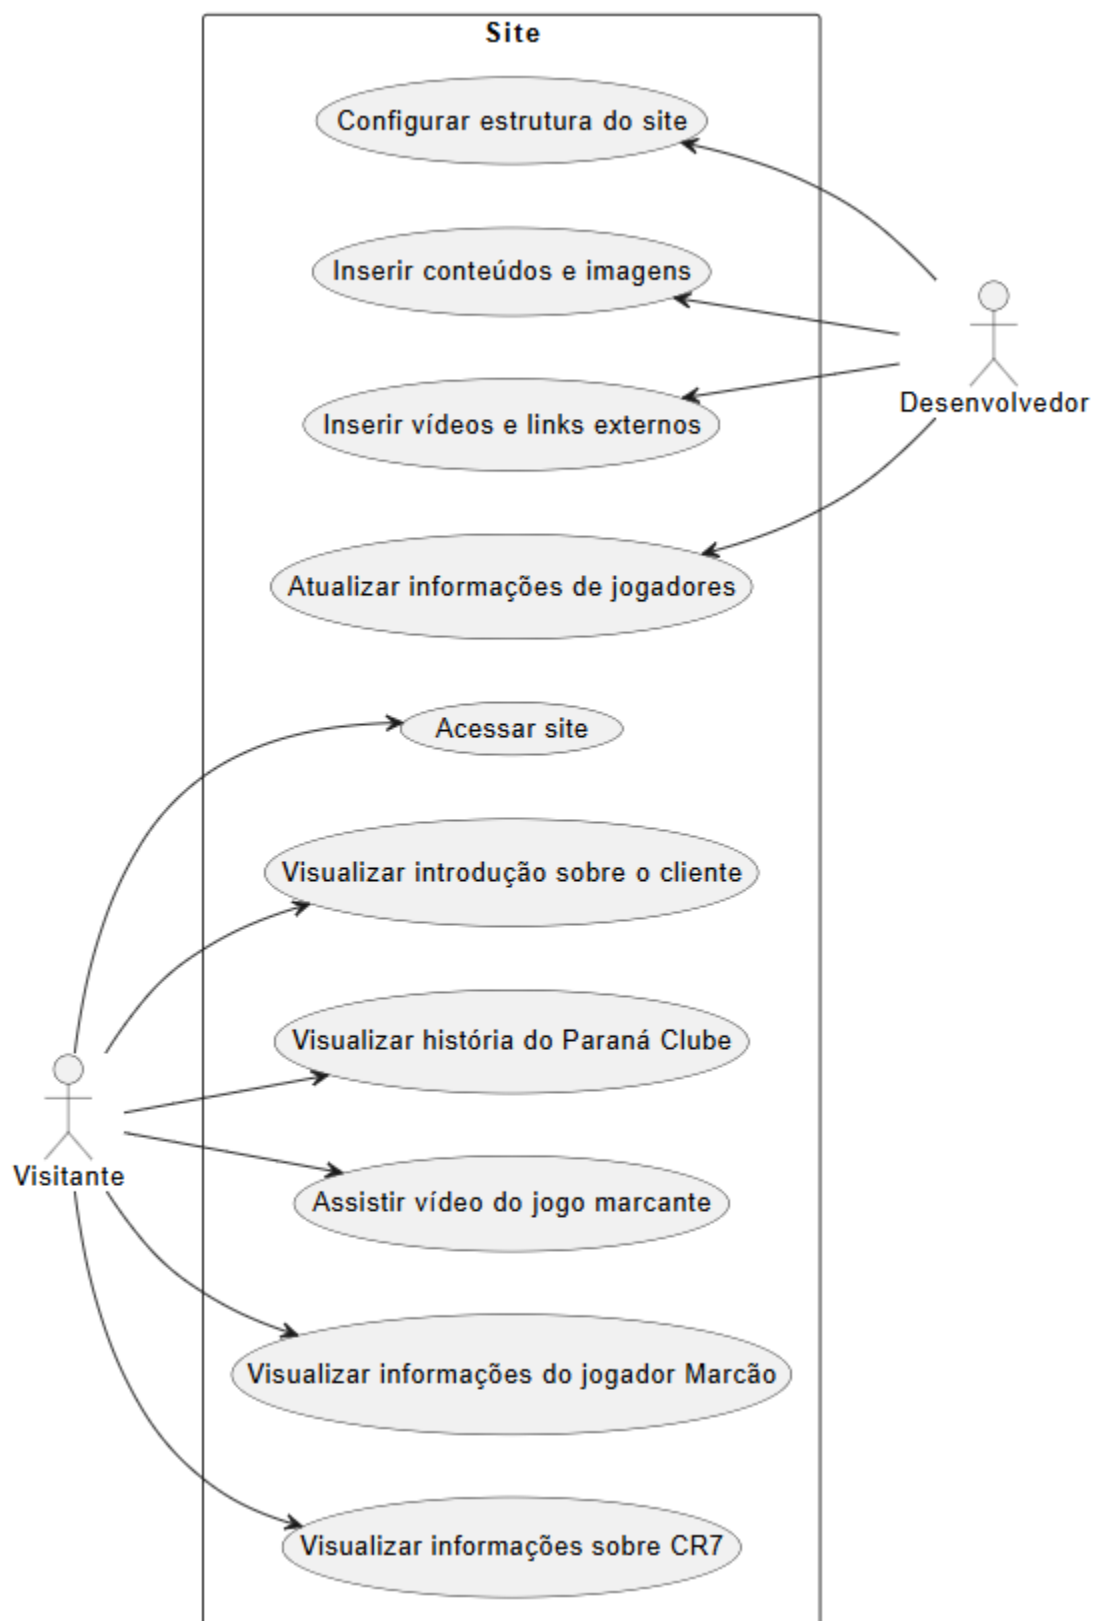 Site
Configurar estrutura do site
Inserir conteúdos e imagens
Desenvolvedor
Inserir vídeos e links externos
Atualizar informações de jogadores
Acessar site
Visualizar introdução sobre o cliente
Visualizar história do Paraná Clube
Visitante
Assistir vídeo do jogo marcante
Visualizar informações do jogador Marcão
Visualizar informações sobre CR7